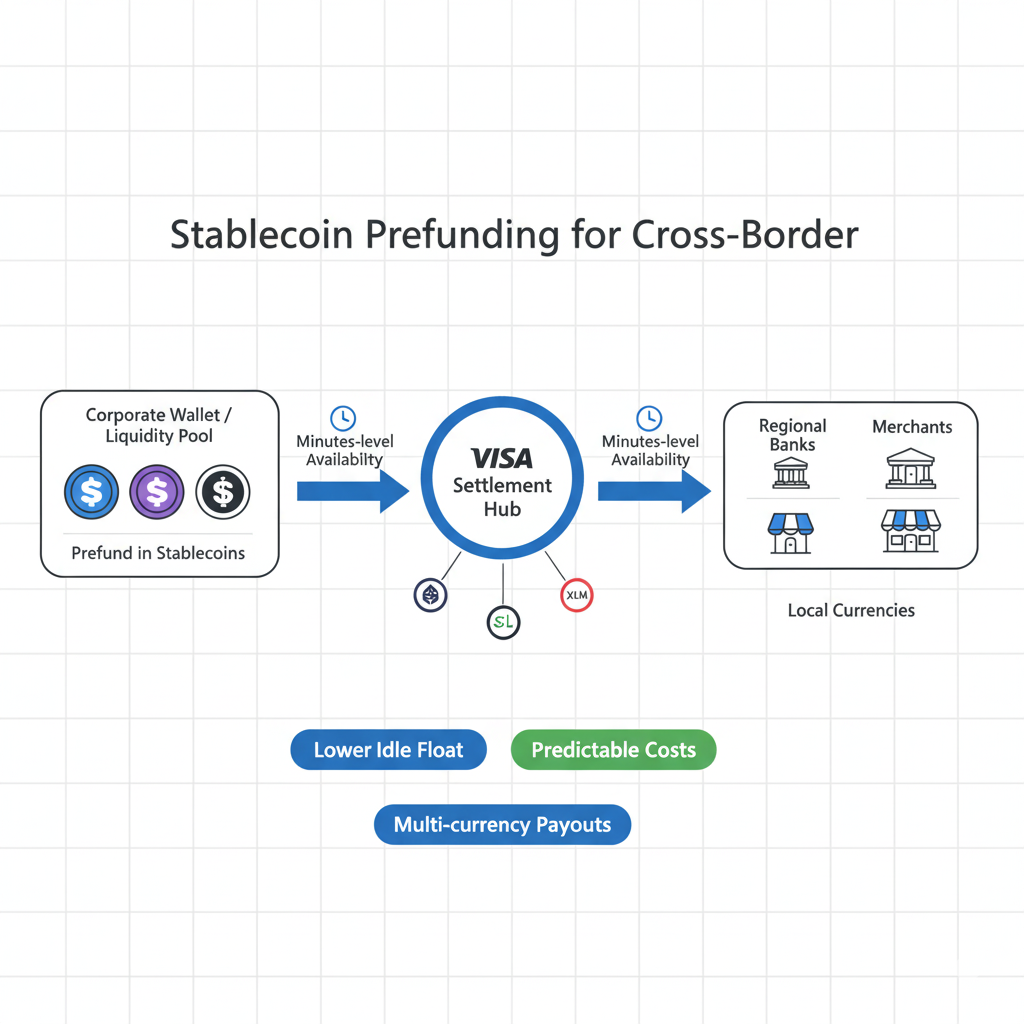 Stablecoin Prefunding for Cross-Border
Corporate Wallet /
Liquidity Pool
$ $ $
Prefund in Stablecoins
Minutes-level
Availabilty
VISA
Settlement
Hub
SL
XLM
Minutes-level
Availability
Regional
Banks
Merchants
Local Currencies
Lower Idle Float
Predictable Costs
Multi-currency Payouts